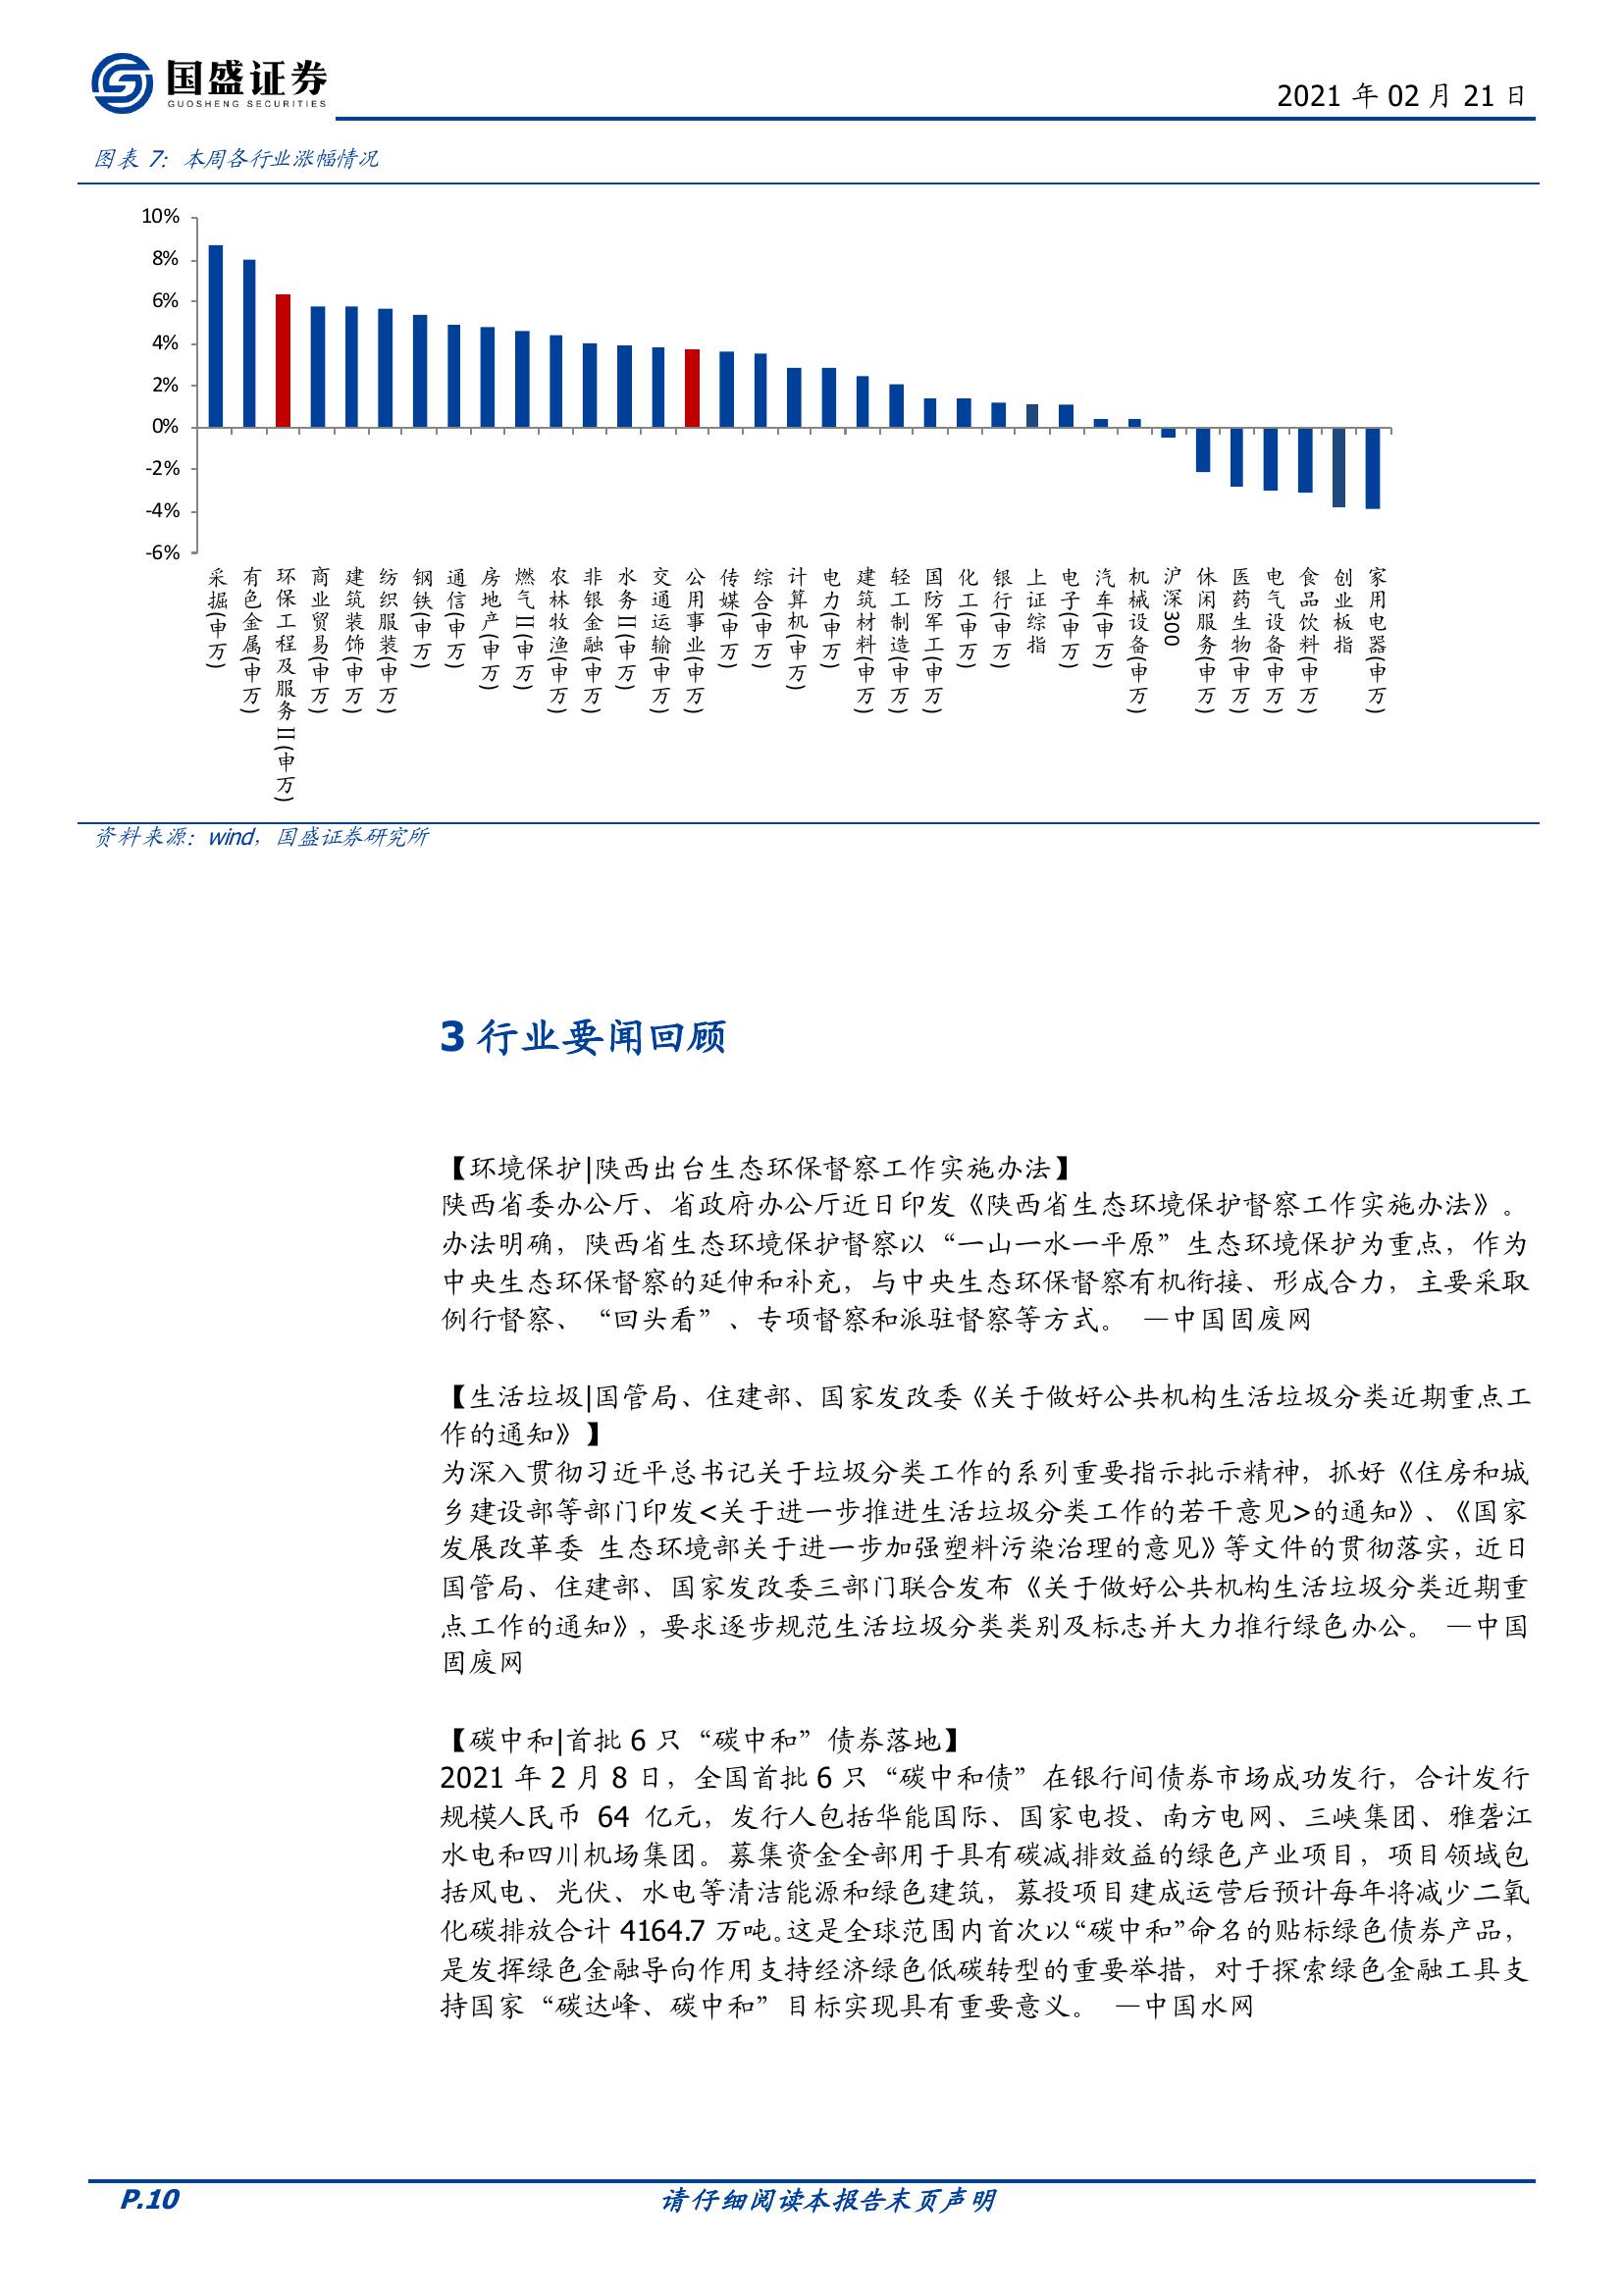 国盛证券
GUOSHENG SECURITIES
2021 年 02 月 21 日
图表 7：本周各行业涨幅情况
10%
8%
6%
4%
2%
0%
-2%
-4%
-6%
采掘(申万)
有色金属(申万)
环保工程及服务II(申万)
商业贸易(申万)
建筑装饰(申万)
纺织服装(申万)
钢铁(申万)
通信(申万)
房地产(申万)
燃气II(申万)
农林牧渔(申万)
非银金融(申万)
水务II(申万)
交通运输(申万)
公用事业(申万)
传媒(申万)
综合(申万)
计算机(申万)
电力(申万)
建筑材料(申万)
轻工制造(申万)
国防军工(申万)
化工(申万)
银行(申万)
上证综指
电子(申万)
汽车(申万)
机械设备(申万)
沪深300
休闲服务(申万)
医药生物(申万)
电气设备(申万)
食品饮料(申万)
创业板指
家用电器(申万)
资料来源：wind，国盛证券研究所
3 行业要闻回顾
【环境保护|陕西出台生态环保督察工作实施办法】
陕西省委办公厅、省政府办公厅近日印发《陕西省生态环境保护督察工作实施办法》。
办法明确，陕西省生态环境保护督察以“一山一水一平原”生态环境保护为重点，作为
中央生态环保督察的延伸和补充，与中央生态环保督察有机衔接、形成合力，主要采取
例行督察、“回头看”、专项督察和派驻督察等方式。 —中国固废网
【生活垃圾|国管局、住建部、国家发改委《关于做好公共机构生活垃圾分类近期重点工
作的通知》】
为深入贯彻习近平总书记关于垃圾分类工作的系列重要指示批示精神，抓好《住房和城
乡建设部等部门印发<关于进一步推进生活垃圾分类工作的若干意见>的通知》、《国家
发展改革委 生态环境部关于进一步加强塑料污染治理的意见》等文件的贯彻落实，近日
国管局、住建部、国家发改委三部门联合发布《关于做好公共机构生活垃圾分类近期重
点工作的通知》，要求逐步规范生活垃圾分类类别及标志并大力推行绿色办公。 —中国
固废网
【碳中和|首批 6 只“碳中和”债券落地】
2021 年 2 月 8 日，全国首批 6 只“碳中和债”在银行间债券市场成功发行，合计发行
规模人民币 64 亿元，发行人包括华能国际、国家电投、南方电网、三峡集团、雅砻江
水电和四川机场集团。募集资金全部用于具有碳减排效益的绿色产业项目，项目领域包
括风电、光伏、水电等清洁能源和绿色建筑，募投项目建成运营后预计每年将减少二氧
化碳排放合计 4164.7 万吨。这是全球范围内首次以“碳中和”命名的贴标绿色债券产品，
是发挥绿色金融导向作用支持经济绿色低碳转型的重要举措，对于探索绿色金融工具支
持国家“碳达峰、碳中和”目标实现具有重要意义。 —中国水网
P.10
请仔细阅读本报告末页声明